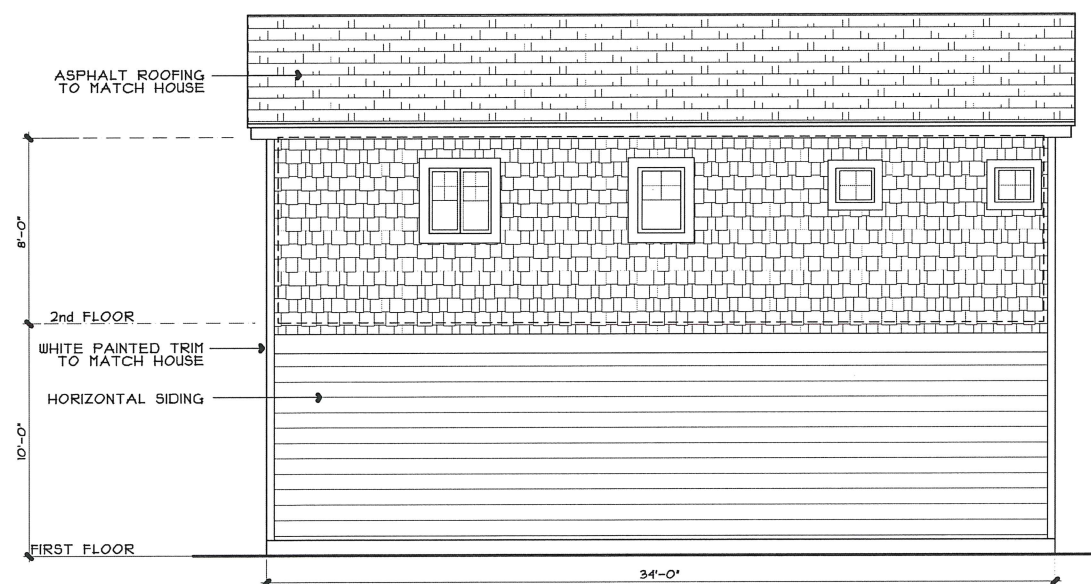 ASPHALT ROOFING
TO MATCH HOUSE
8'-0"
2nd FLOOR
WHITE PAINTED TRIM
TO MATCH HOUSE
HORIZONTAL SIDING
10'-0"
FIRST FLOOR
34'-0"